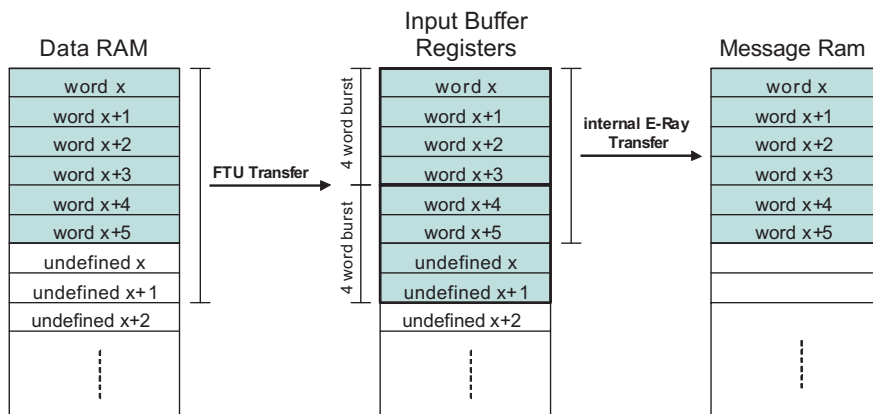 Data RAM
word x
word x+1
word x+2
word x+3
word x+4
word x+5
undefined x
undefined x+1
undefined x+2
FTU Transfer
Input Buffer
Registers
4 word burst
4 word burst
word x
word x+1
word x+2
word x+3
word x+4
word x+5
undefined x
undefined x+1
undefined x+2
internal E-Ray
Transfer
Message Ram
word x
word x+1
word x+2
word x+3
word x+4
word x+5